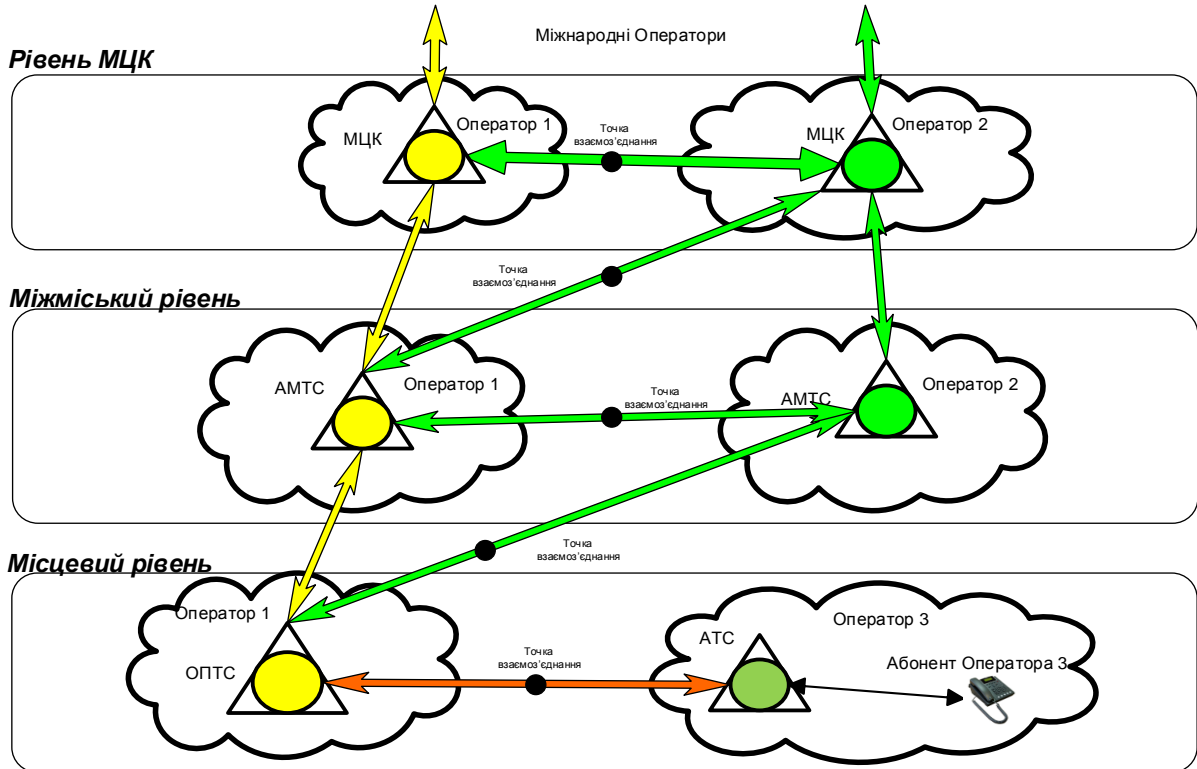 Міжнародні Оператори
Рівень МЦК
Оператор 1
МЦК
Точка
взаємоз'єднання
Оператор 2
МЦК
Точка
взаємоз'єднання
Міжміський рівень
АМТС
Оператор 1
Точка
взаємоз'єднання
Оператор 2
АМТС
Точка
взаємоз'єднання
Місцевий рівень
Оператор 1
ОПТС
Точка
взаємоз'єднання
Оператор 3
АТС
Абонент Оператора 3